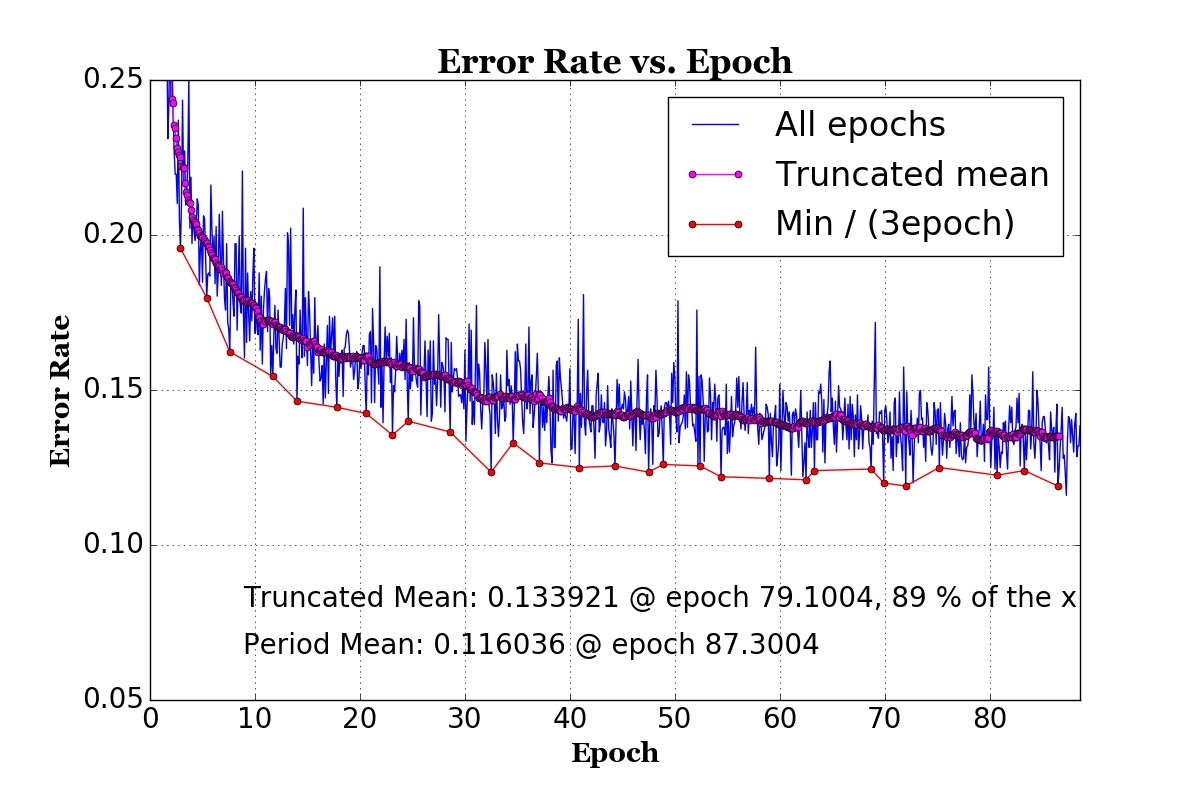 Error Rate vs. Epoch
0.25
0.20
0.15
0.10
0.05
Error Rate
All epochs
Truncated mean
Min / (3epoch)
Truncated Mean: 0.133921 @ epoch 79.1004, 89 % of the x
Period Mean: 0.116036 @ epoch 87.3004
0 10 20 30 40 50 60 70 80
Epoch